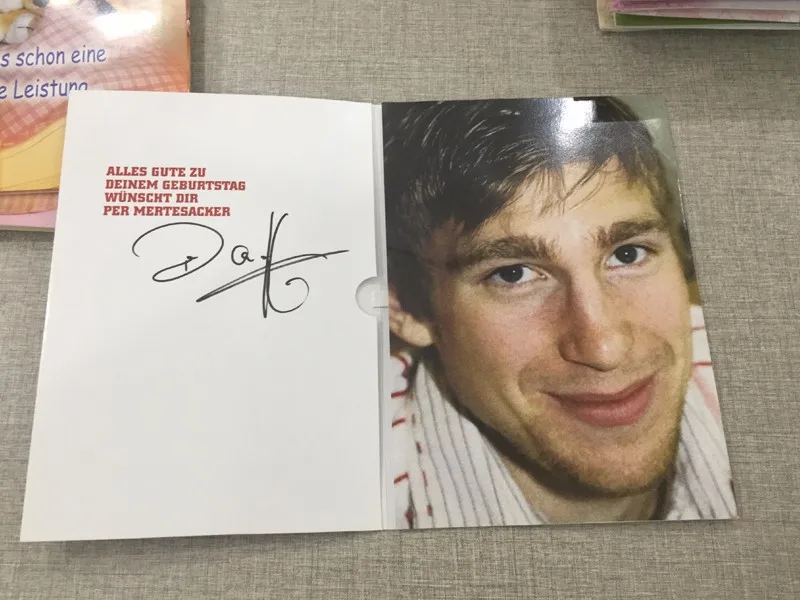 s schon eine
e Leistung
ALLES GUTE ZU
DEINEM GEBURTSTAG
WÜNSCHT DIR
PER MERTESACKER